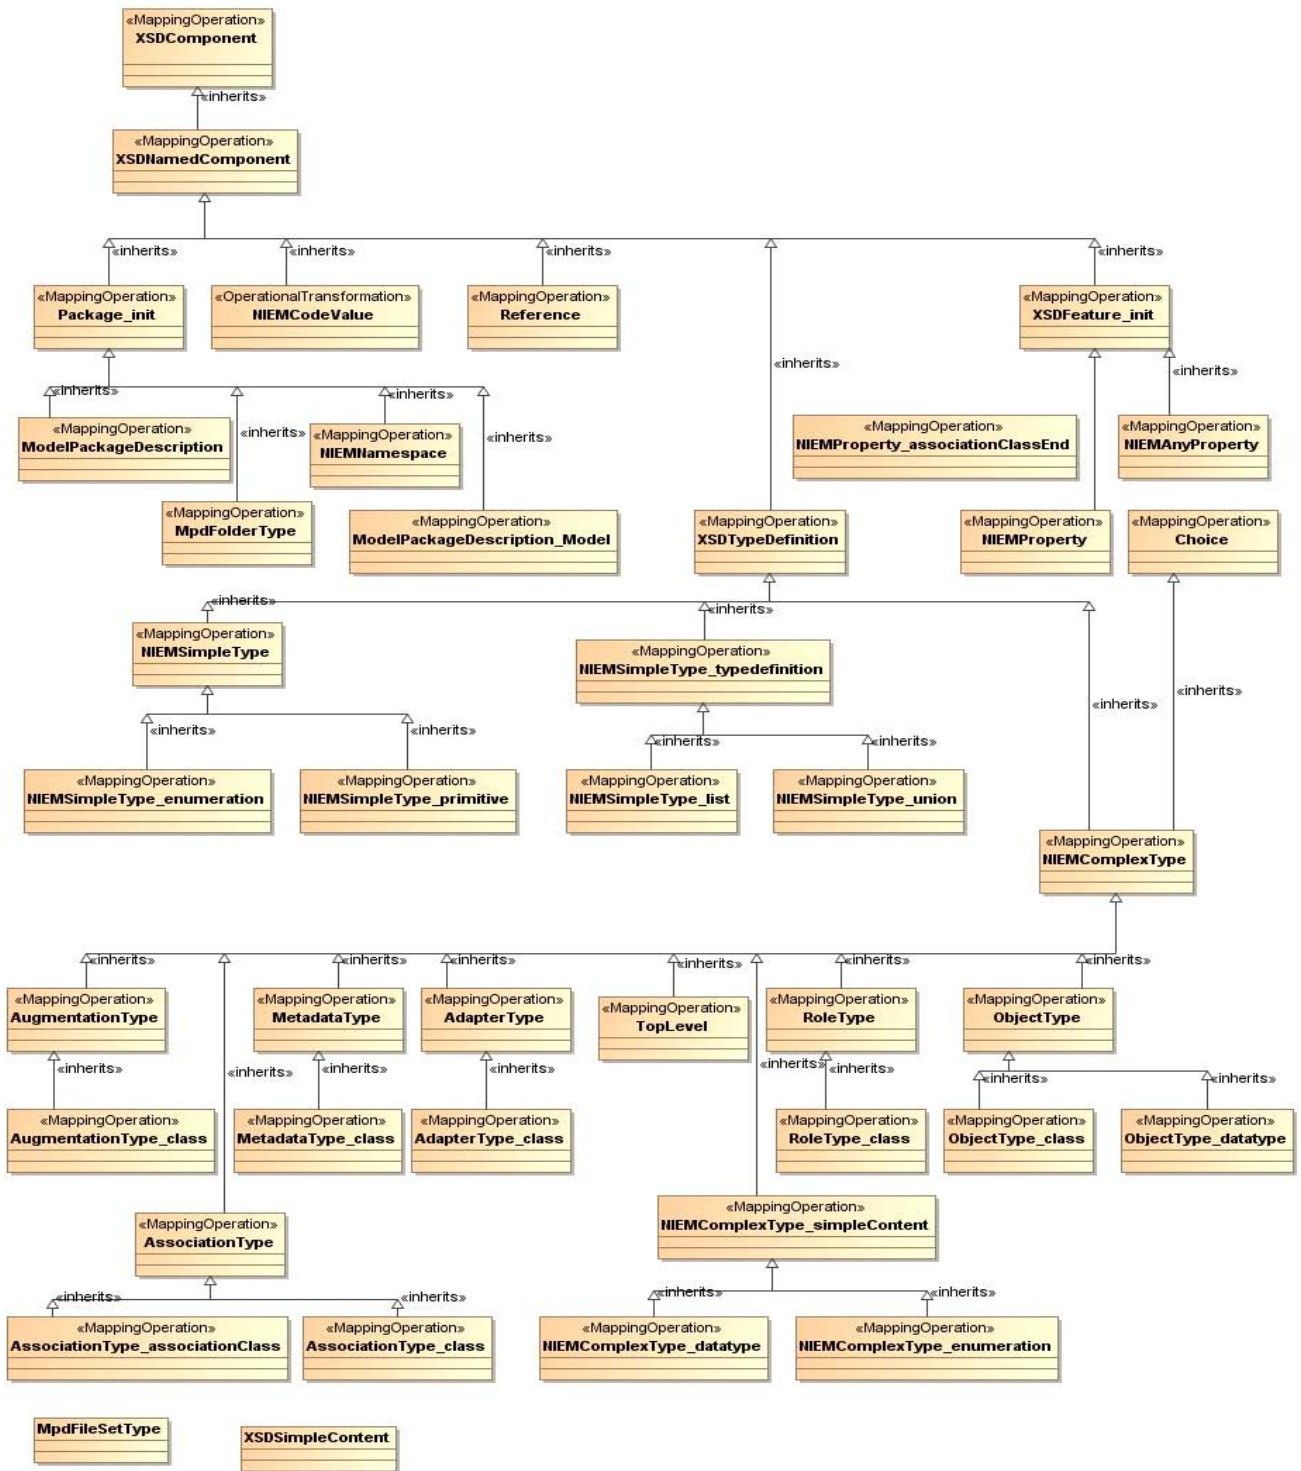 «MappingOperation»
XSDComponent
«inherits»
«MappingOperation»
XSDNamedComponent
«inherits»
«inherits»
«inherits»
«inherits»
«MappingOperation»
Package_init
«OperationalTransformation»
NIEMCodeValue
«MappingOperation»
Reference
«MappingOperation»
XSDFeature_init
«inherits»
«inherits»
«inherits»
«inherits»
«inherits»
«inherits»
«inherits»
«MappingOperation»
ModelPackageDescription
«MappingOperation»
NIEMNamespace
«MappingOperation»
NIEMProperty_associationClassEnd
«MappingOperation»
NIEMAnyProperty
«MappingOperation»
MpdFolderType
«MappingOperation»
ModelPackageDescription_Model
«MappingOperation»
XSDTypeDefinition
«MappingOperation»
NIEMProperty
«MappingOperation»
Choice
«inherits»
«inherits»
«MappingOperation»
NIEMSimpleType
«MappingOperation»
NIEMSimpleType_typedefinition
«inherits»
«inherits»
«inherits»
«inherits»
«inherits»
«inherits»
«MappingOperation»
NIEMSimpleType_enumeration
«MappingOperation»
NIEMSimpleType_primitive
«MappingOperation»
NIEMSimpleType_list
«MappingOperation»
NIEMSimpleType_union
«MappingOperation»
NIEMComplexType
«inherits»
«inherits»
«inherits»
«inherits»
«inherits»
«inherits»
«MappingOperation»
AugmentationType
«MappingOperation»
MetadataType
«MappingOperation»
AdapterType
«MappingOperation»
TopLevel
«MappingOperation»
RoleType
«MappingOperation»
ObjectType
«inherits»
«inherits»
«inherits»
«inherits»
«inherits»
«inherits»
«inherits»
«inherits»
«MappingOperation»
AugmentationType_class
«MappingOperation»
MetadataType_class
«MappingOperation»
AdapterType_class
«MappingOperation»
RoleType_class
«MappingOperation»
ObjectType_class
«MappingOperation»
ObjectType_datatype
«MappingOperation»
AssociationType
«MappingOperation»
NIEMComplexType_simpleContent
«inherits»
«inherits»
«inherits»
«inherits»
«MappingOperation»
AssociationType_associationClass
«MappingOperation»
AssociationType_class
«MappingOperation»
NIEMComplexType_datatype
«MappingOperation»
NIEMComplexType_enumeration
MpdFileSetType
XSDSimpleContent